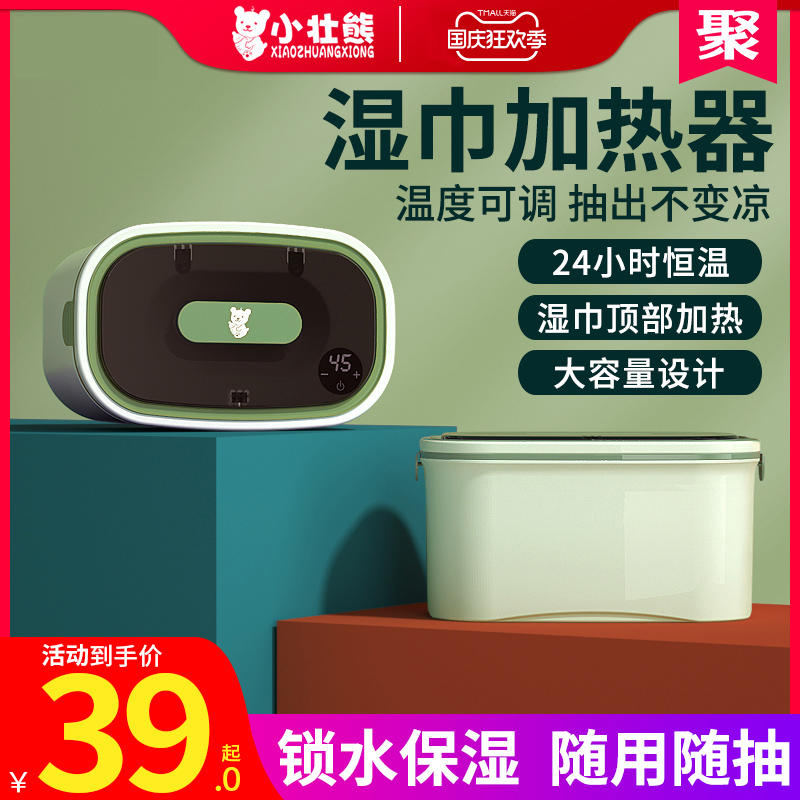 小壮熊
XIAOZHUANGXIONG
TMALL天猫
国庆狂欢季
聚
湿巾加热器
温度可调 抽出不变凉
24小时恒温
湿巾顶部加热
大容量设计
45
− +
活动到手价
¥39.0起
锁水保湿 随用随抽